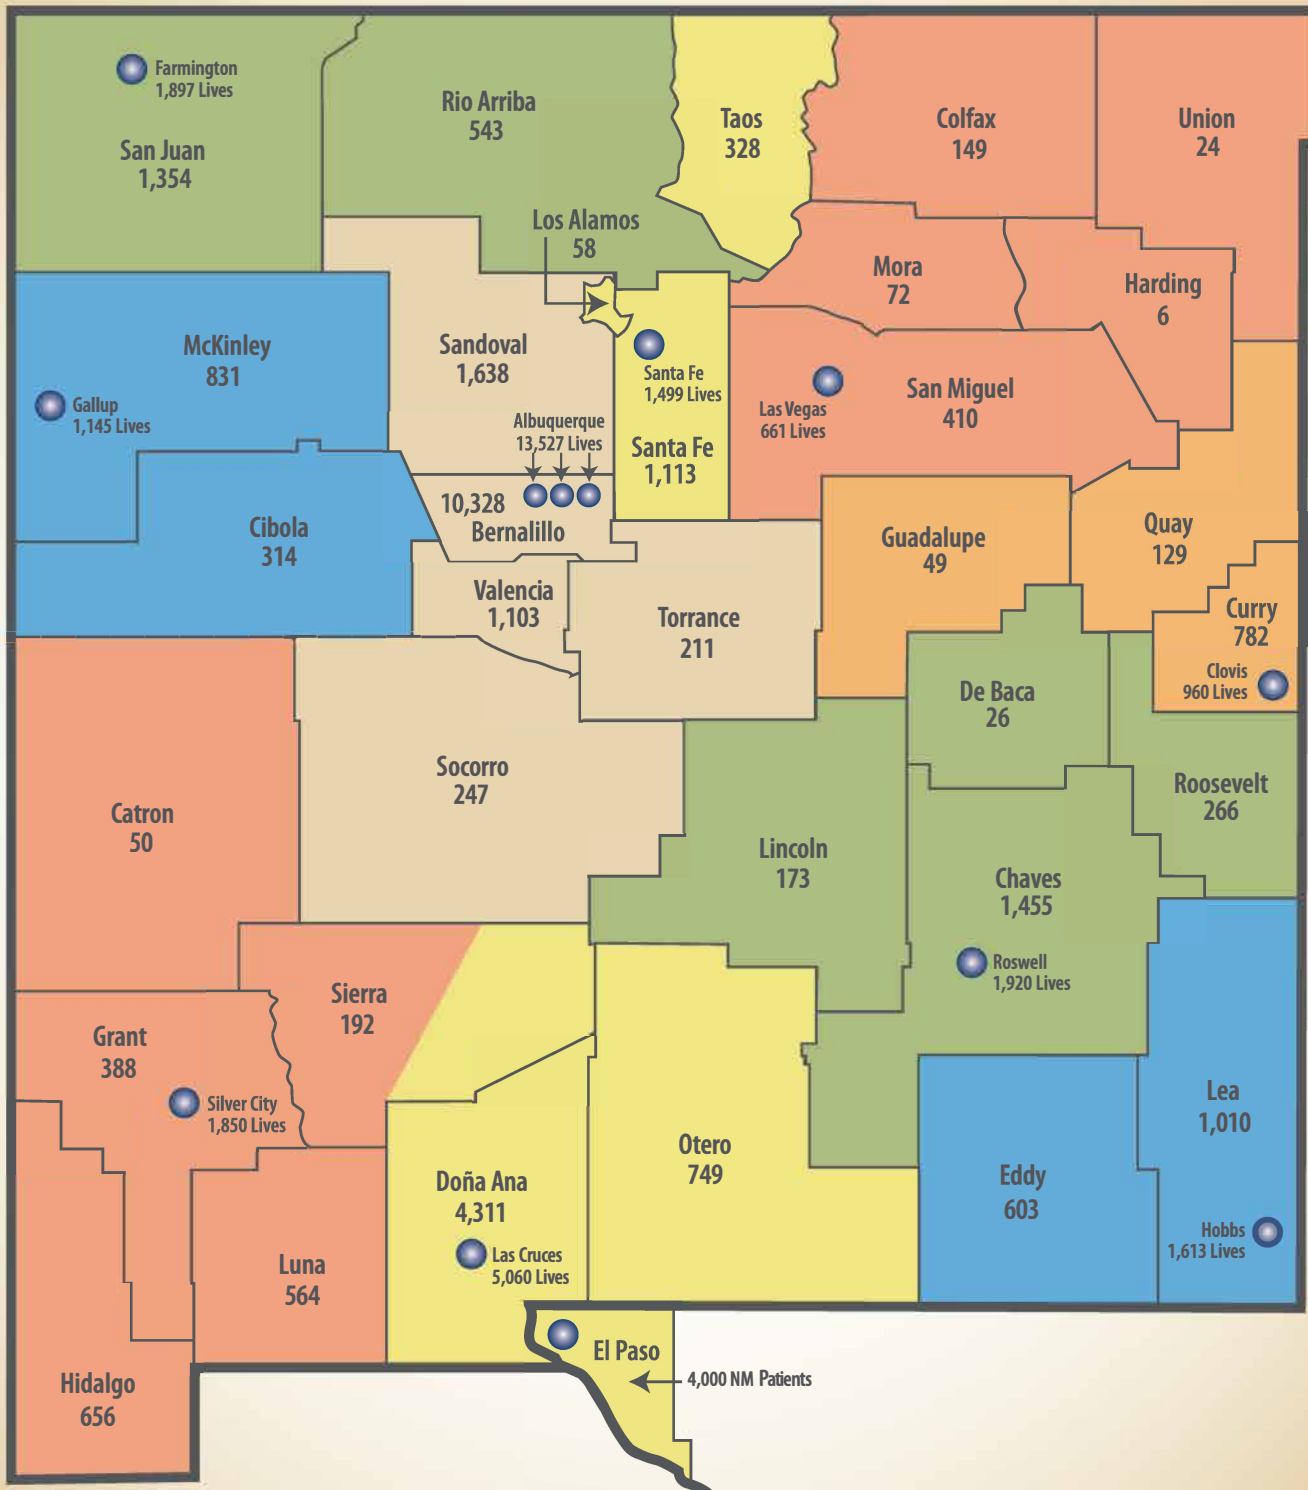 Farmington
1,897 Lives
San Juan
1,354
Rio Arriba
543
Taos
328
Colfax
149
Union
24
Los Alamos
58
Mora
72
Harding
6
McKinley
831
Gallup
1,145 Lives
Sandoval
1,638
Santa Fe
1,499 Lives
Santa Fe
1,113
Las Vegas
661 Lives
San Miguel
410
Albuquerque
13,527 Lives
10,328
Bernalillo
Cibola
314
Valencia
1,103
Torrance
211
Guadalupe
49
Quay
129
Curry
782
Clovis
960 Lives
De Baca
26
Roosevelt
266
Catron
50
Socorro
247
Lincoln
173
Chaves
1,455
Roswell
1,920 Lives
Sierra
192
Grant
388
Silver City
1,850 Lives
Doña Ana
4,311
Las Cruces
5,060 Lives
Otero
749
Eddy
603
Lea
1,010
Hobbs
1,613 Lives
Luna
564
Hidalgo
656
El Paso
4,000 NM Patients